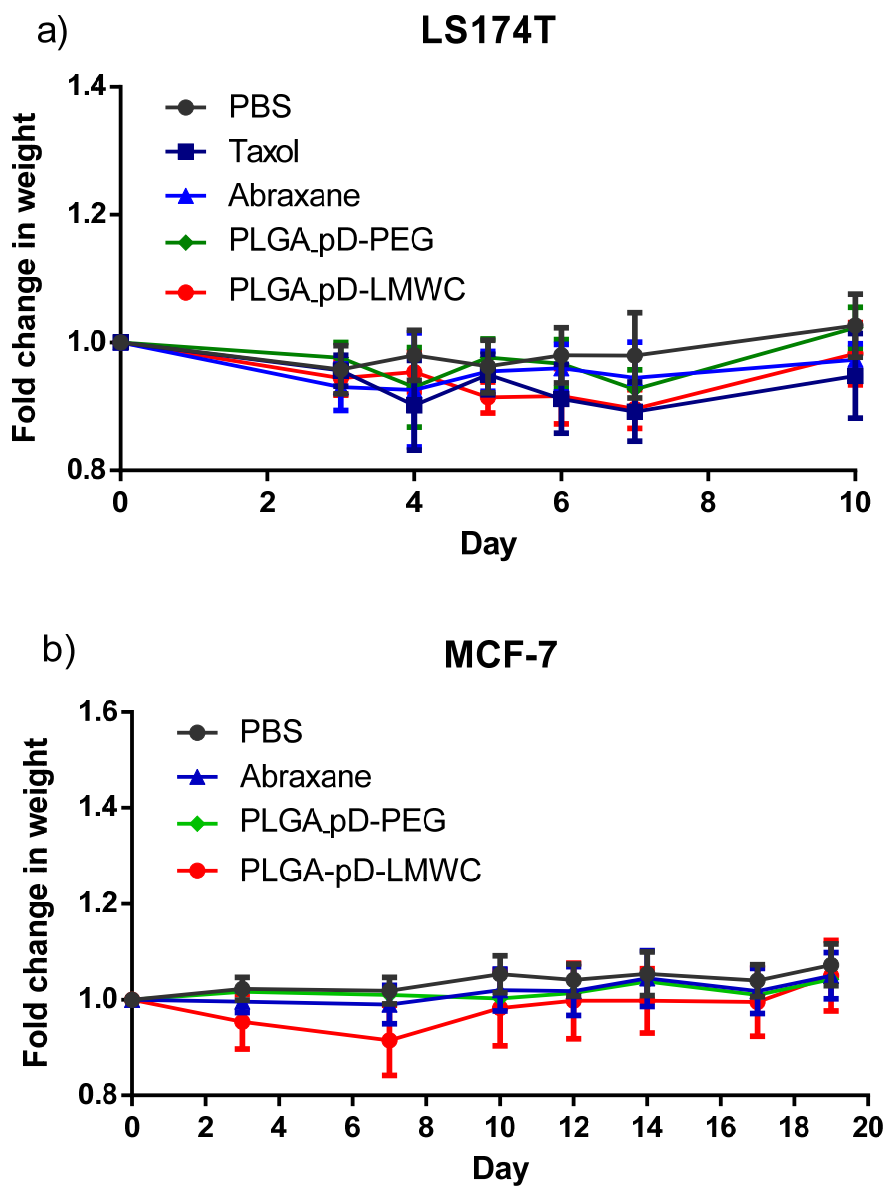 a)
LS174T
Fold change in weight
1.4
1.2
1.0
0.8
PBS
Taxol
Abraxane
PLGA-pD-PEG
PLGA-pD-LMWC
0 2 4 6 8 10
Day
b)
MCF-7
Fold change in weight
1.6
1.4
1.2
1.0
0.8
PBS
Abraxane
PLGA-pD-PEG
PLGA-pD-LMWC
0 2 4 6 8 10 12 14 16 18 20
Day